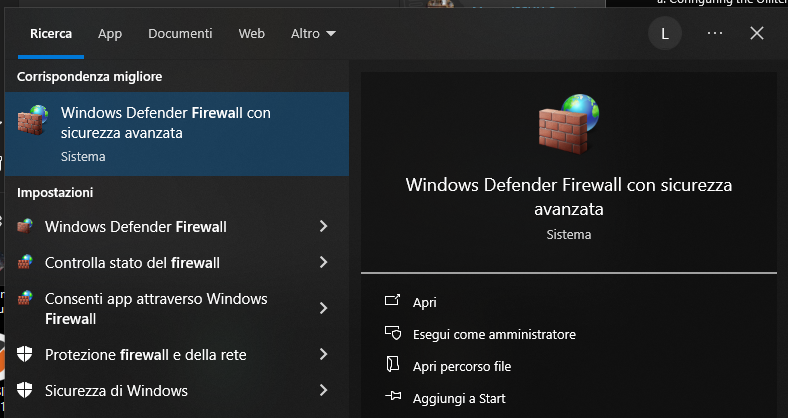 a. Configuring the
Ricerca App Documenti Web Altro L
Corrispondenza migliore
Windows Defender Firewall con
sicurezza avanzata
Sistema
Impostazioni
Windows Defender Firewall
Controlla stato del firewall
Consenti app attraverso Windows
Firewall
Protezione firewall e della rete
Sicurezza di Windows
Windows Defender Firewall con sicurezza
avanzata
Sistema
Apri
Esegui come amministratore
Apri percorso file
Aggiungi a Start